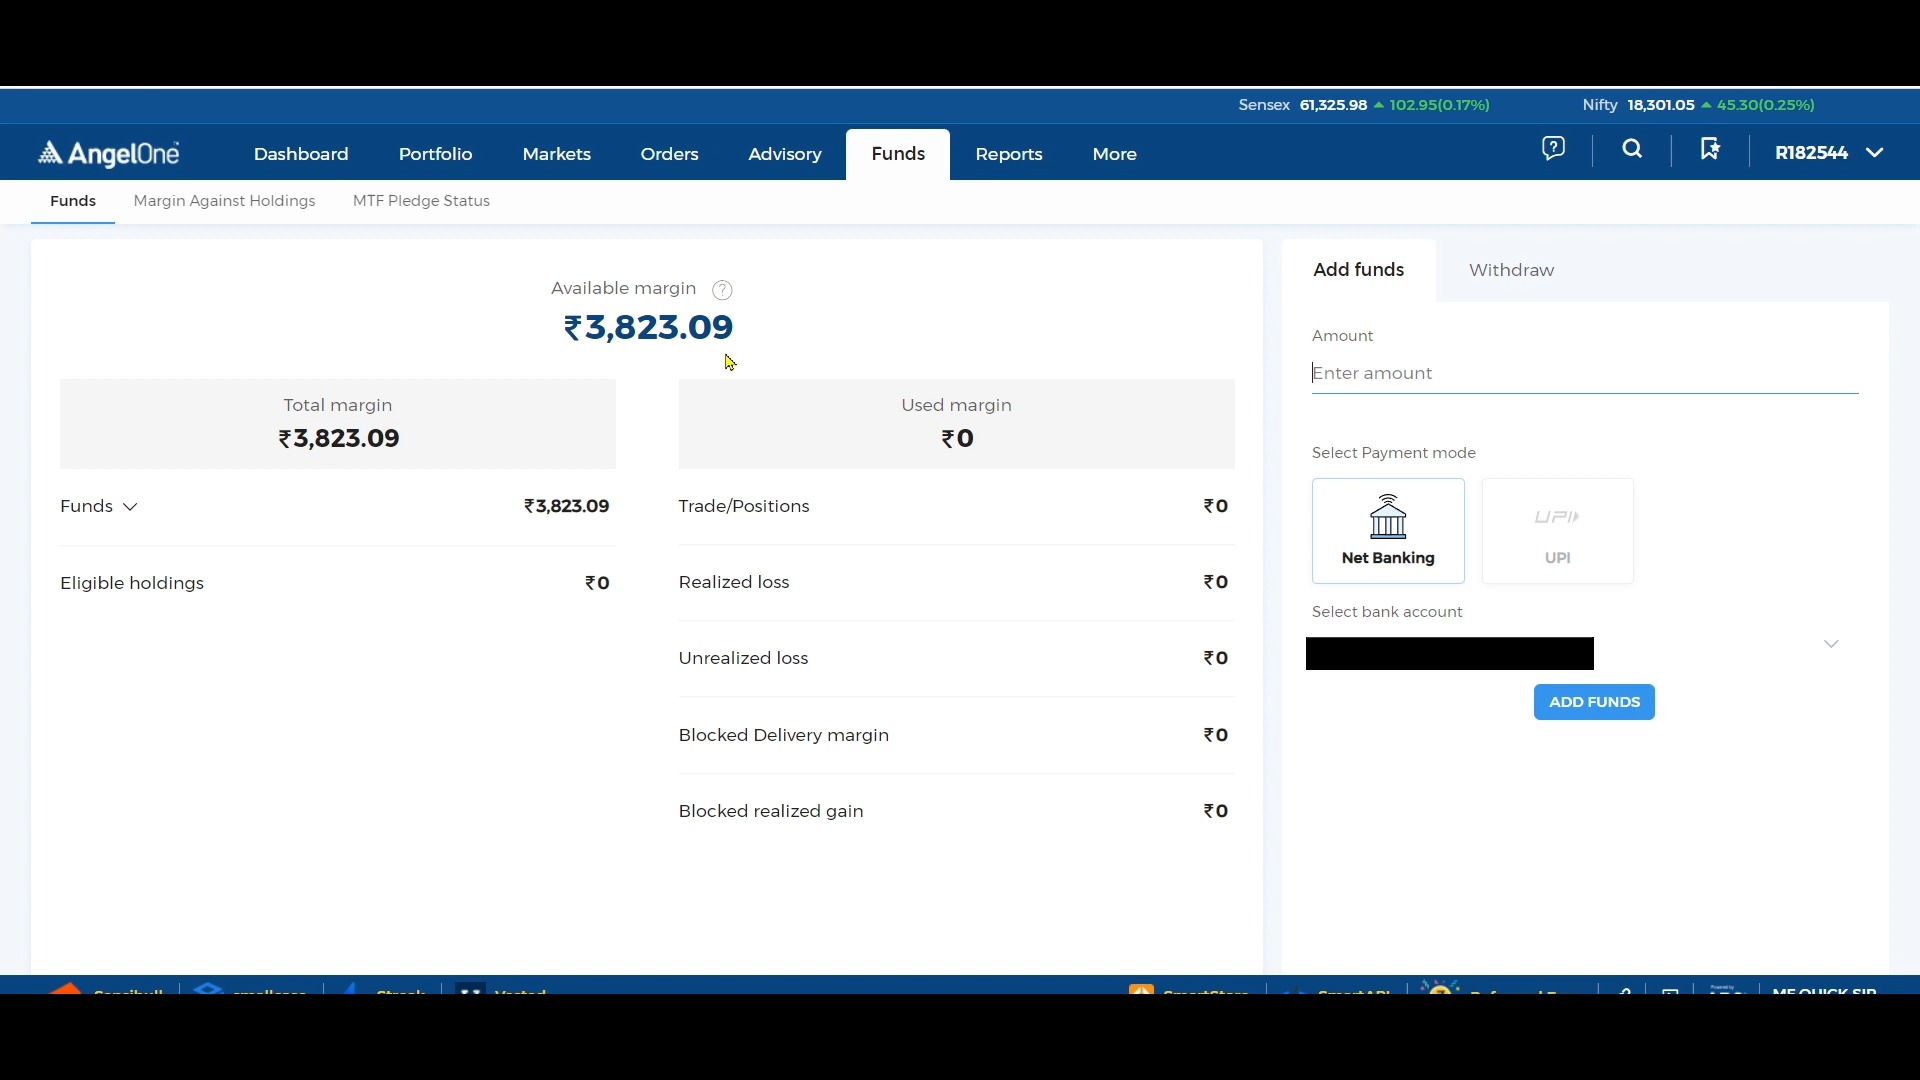 Sensex 61,325.98 102.95(0.17%) Nifty 18,301.05 45.30(0.25%)
AngelOne Dashboard Portfolio Markets Orders Advisory Funds Reports More R182544
Funds Margin Against Holdings MTF Pledge Status
Available margin ?
₹3,823.09
Total margin
₹3,823.09
Used margin
₹0
Funds ₹3,823.09
Eligible holdings ₹0
Trade/Positions ₹0
Realized loss ₹0
Unrealized loss ₹0
Blocked Delivery margin ₹0
Blocked realized gain ₹0
Add funds Withdraw
Amount
Enter amount
Select Payment mode
Net Banking
UPI
UPI
Select bank account
ADD FUNDS